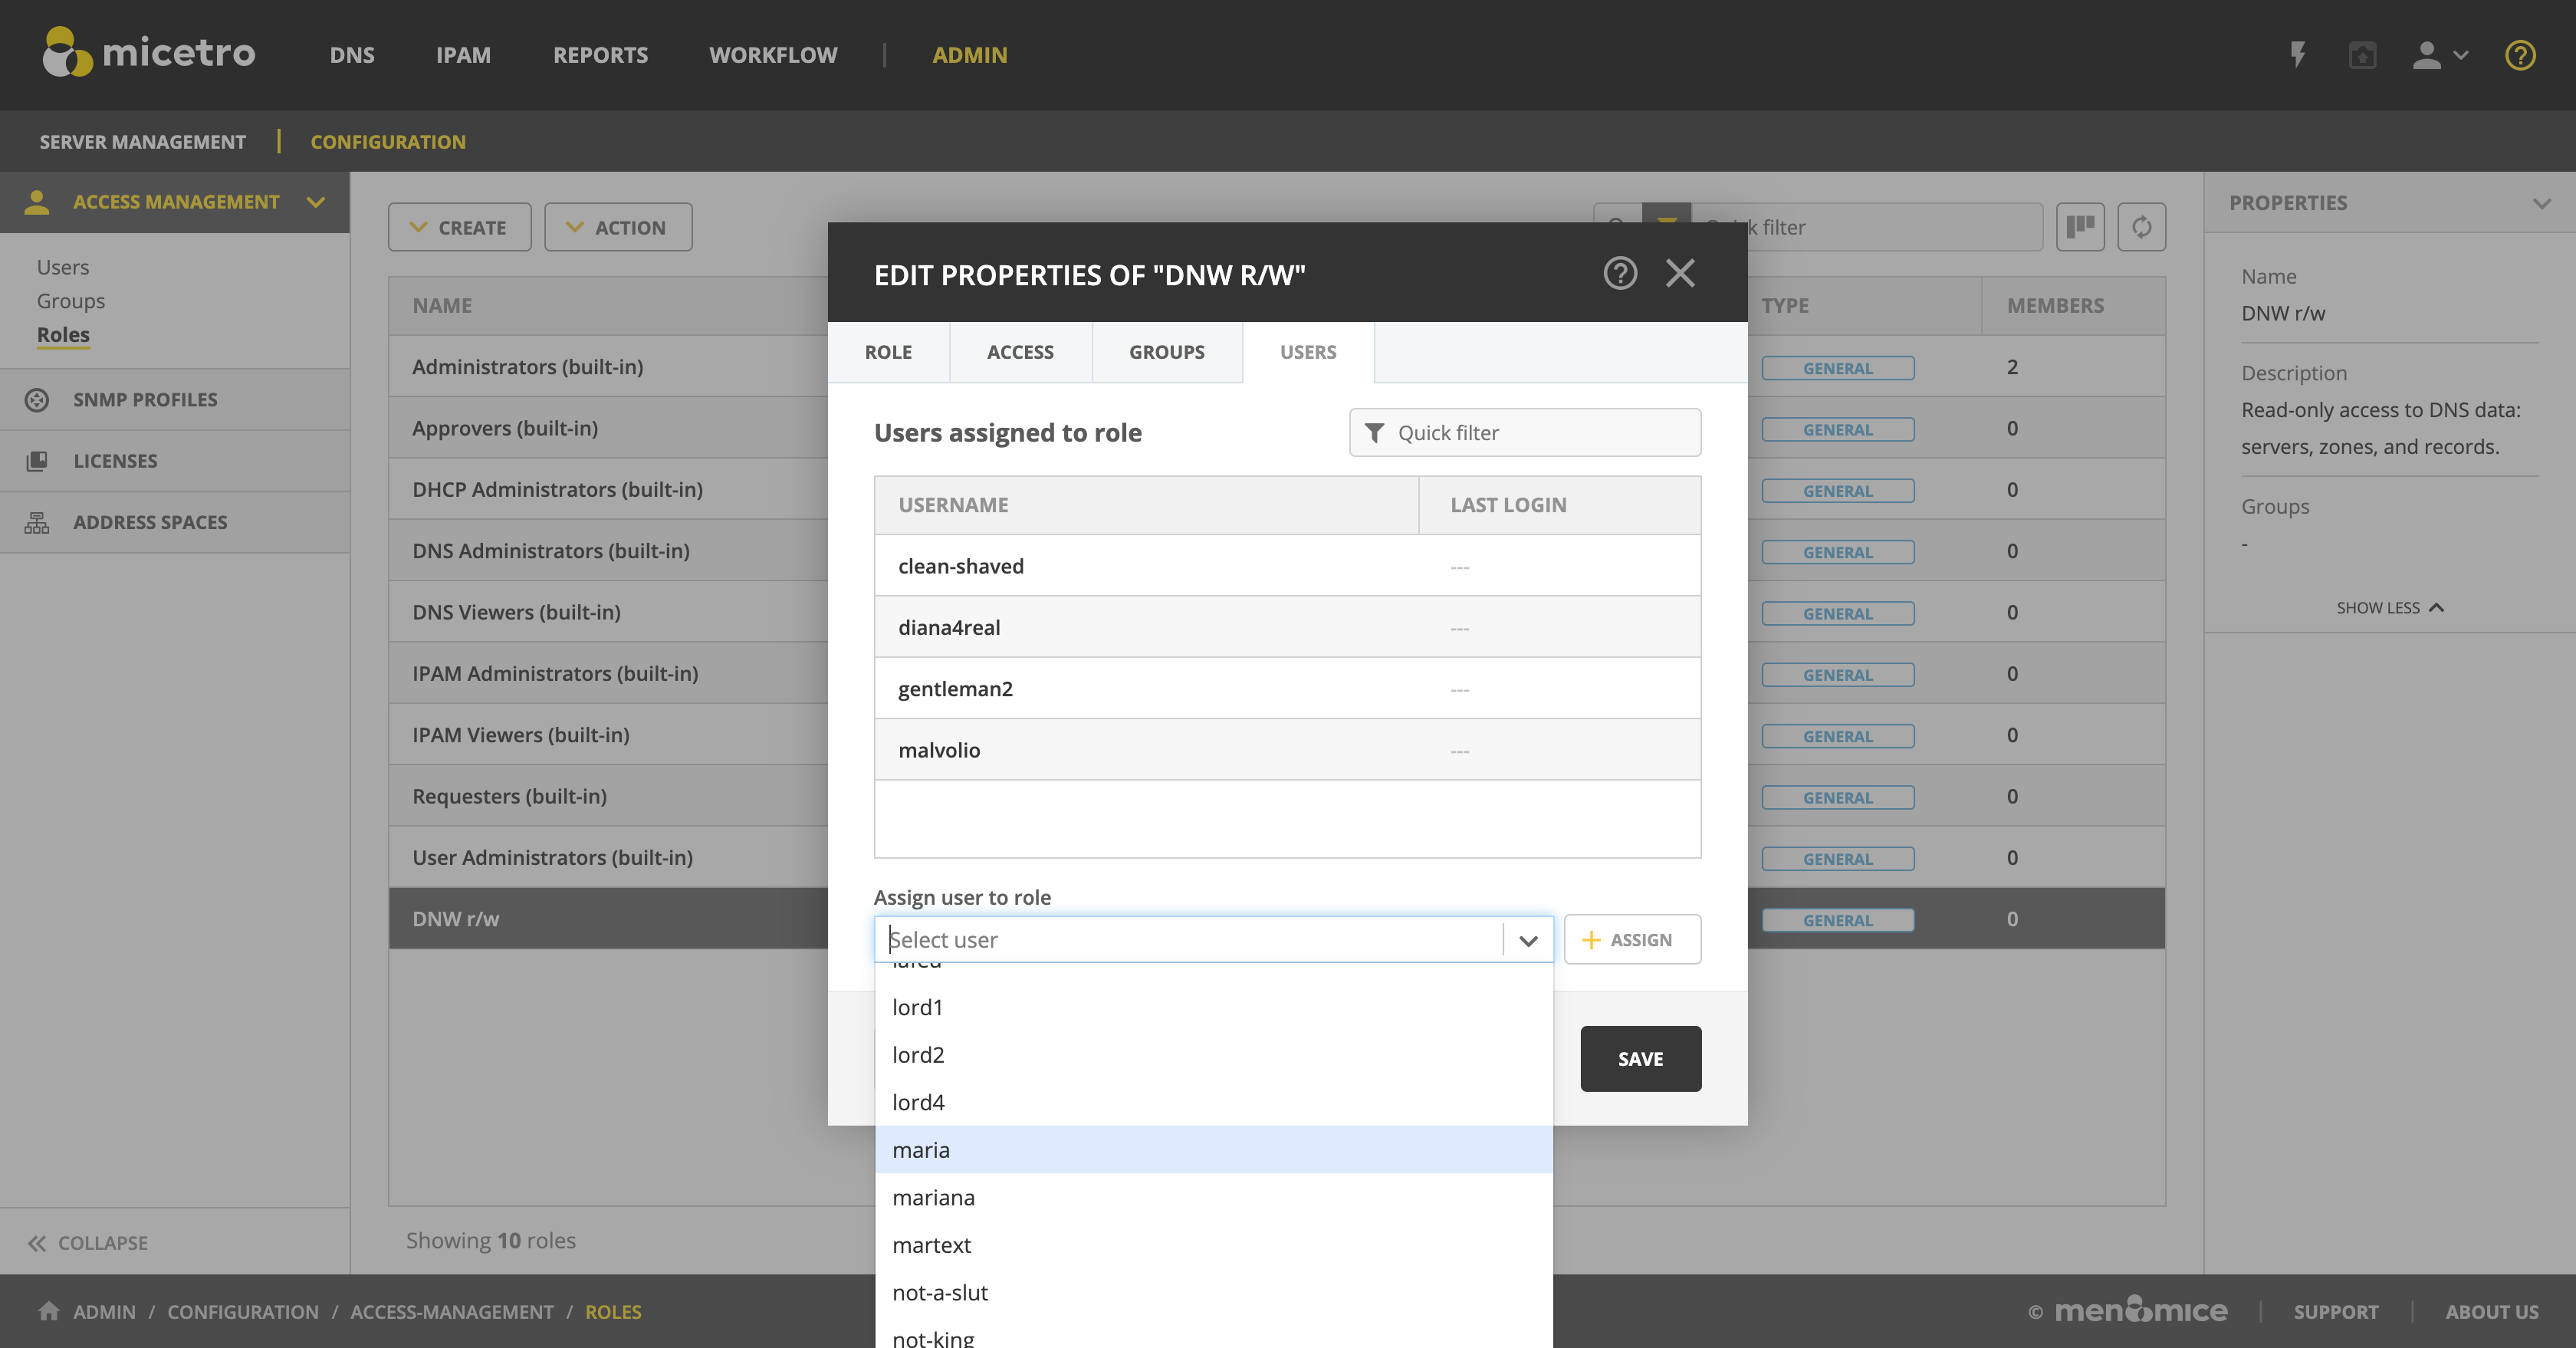 micetro DNS IPAM REPORTS WORKFLOW | ADMIN
SERVER MANAGEMENT | CONFIGURATION
ACCESS MANAGEMENT
Users
Groups
Roles
SNMP PROFILES
LICENSES
ADDRESS SPACES
COLLAPSE
CREATE ACTION
NAME TYPE MEMBERS
Administrators (built-in) GENERAL 2
Approvers (built-in) GENERAL 0
DHCP Administrators (built-in) GENERAL 0
DNS Administrators (built-in) GENERAL 0
DNS Viewers (built-in) GENERAL 0
IPAM Administrators (built-in) GENERAL 0
IPAM Viewers (built-in) GENERAL 0
Requesters (built-in) GENERAL 0
User Administrators (built-in) GENERAL 0
DNW r/w GENERAL 0
Showing 10 roles
EDIT PROPERTIES OF "DNW R/W"
ROLE ACCESS GROUPS USERS
Users assigned to role Quick filter
USERNAME LAST LOGIN
clean-shaved ---
diana4real ---
gentleman2 ---
malvolio ---
Assign user to role
Select user + ASSIGN
lord1
lord2
lord4
maria
mariana
martext
not-a-slut
not-king
SAVE
filter
PROPERTIES
Name
DNW r/w
Description
Read-only access to DNS data:
servers, zones, and records.
Groups
-
SHOW LESS
ADMIN / CONFIGURATION / ACCESS-MANAGEMENT / ROLES
© men&mice | SUPPORT | ABOUT US